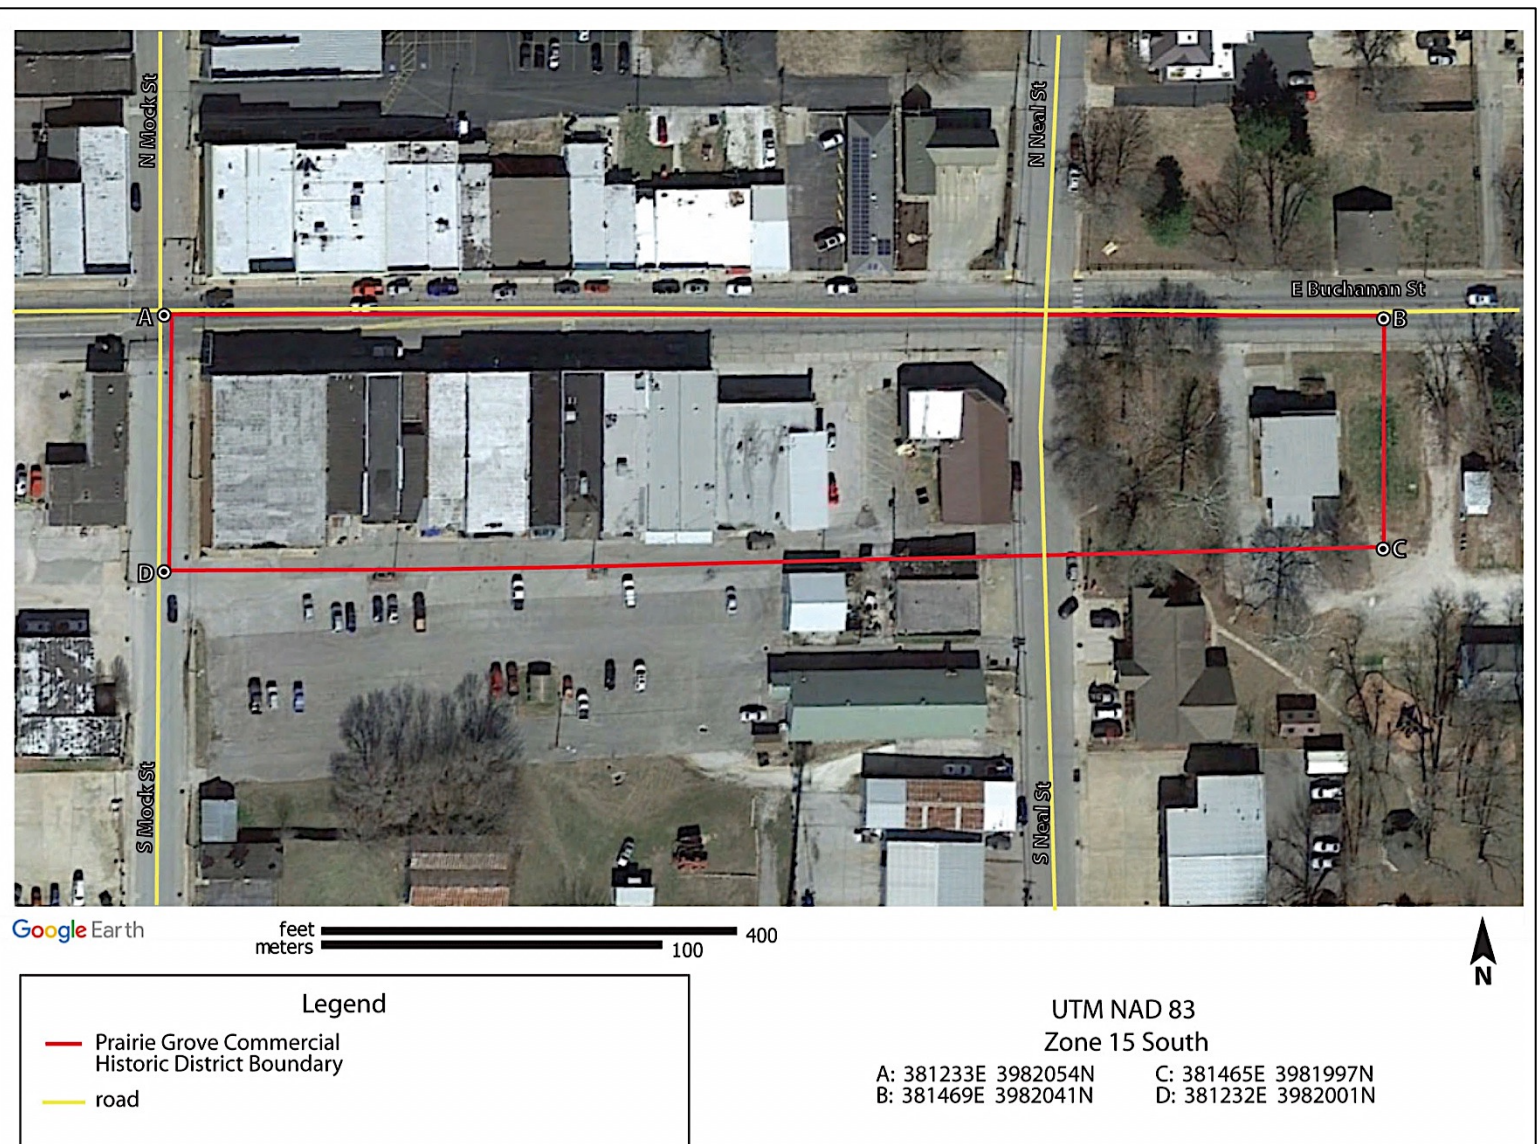 N Mock St
N Neal St
E Buchanan St
A
B
C
D
S Mock St
S Neal St
Google Earth
feet
400
meters
100
N
Legend
Prairie Grove Commercial
Historic District Boundary
road
UTM NAD 83
Zone 15 South
A: 381233E 3982054N C: 381465E 3981997N
B: 381469E 3982041N D: 381232E 3982001N